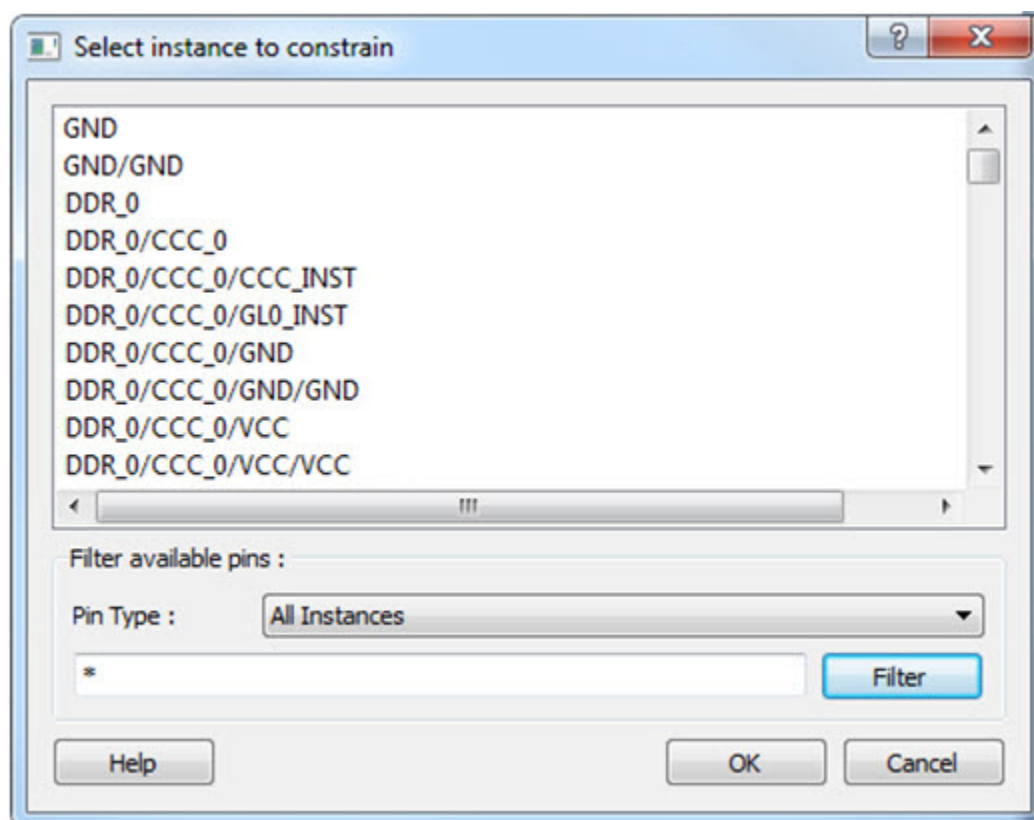 Select instance to constrain
GND
GND/GND
DDR_0
DDR_0/CCC_0
DDR_0/CCC_0/CCC_INST
DDR_0/CCC_0/GL0_INST
DDR_0/CCC_0/GND
DDR_0/CCC_0/GND/GND
DDR_0/CCC_0/VCC
DDR_0/CCC_0/VCC/VCC
Filter available pins :
Pin Type : All Instances
* Filter
Help OK Cancel